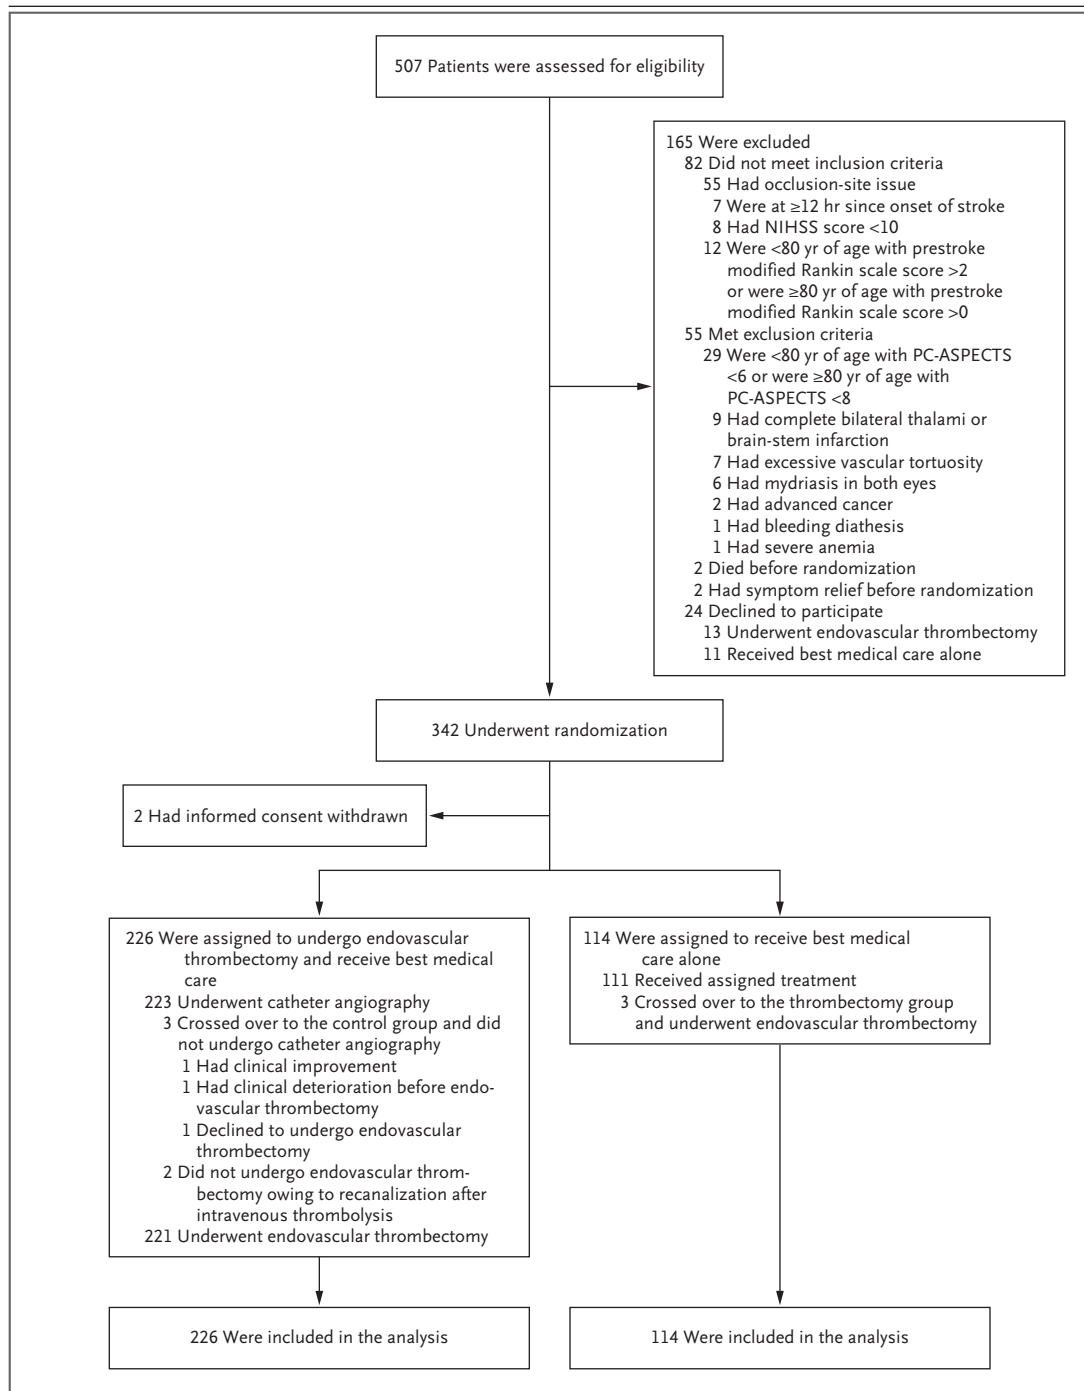 507 Patients were assessed for eligibility
165 Were excluded
82 Did not meet inclusion criteria
55 Had occlusion-site issue
7 Were at ≥12 hr since onset of stroke
8 Had NIHSS score <10
12 Were <80 yr of age with prestroke
modified Rankin scale score >2
or were ≥80 yr of age with prestroke
modified Rankin scale score >0
55 Met exclusion criteria
29 Were <80 yr of age with PC-ASPECTS
<6 or were ≥80 yr of age with
PC-ASPECTS <8
9 Had complete bilateral thalami or
brain-stem infarction
7 Had excessive vascular tortuosity
6 Had mydriasis in both eyes
2 Had advanced cancer
1 Had bleeding diathesis
1 Had severe anemia
2 Died before randomization
2 Had symptom relief before randomization
24 Declined to participate
13 Underwent endovascular thrombectomy
11 Received best medical care alone
342 Underwent randomization
2 Had informed consent withdrawn
226 Were assigned to undergo endovascular
thrombectomy and receive best medical
care
223 Underwent catheter angiography
3 Crossed over to the control group and did
not undergo catheter angiography
1 Had clinical improvement
1 Had clinical deterioration before endo-
vascular thrombectomy
1 Declined to undergo endovascular
thrombectomy
2 Did not undergo endovascular throm-
bectomy owing to recanalization after
intravenous thrombolysis
221 Underwent endovascular thrombectomy
114 Were assigned to receive best medical
care alone
111 Received assigned treatment
3 Crossed over to the thrombectomy group
and underwent endovascular thrombectomy
226 Were included in the analysis
114 Were included in the analysis